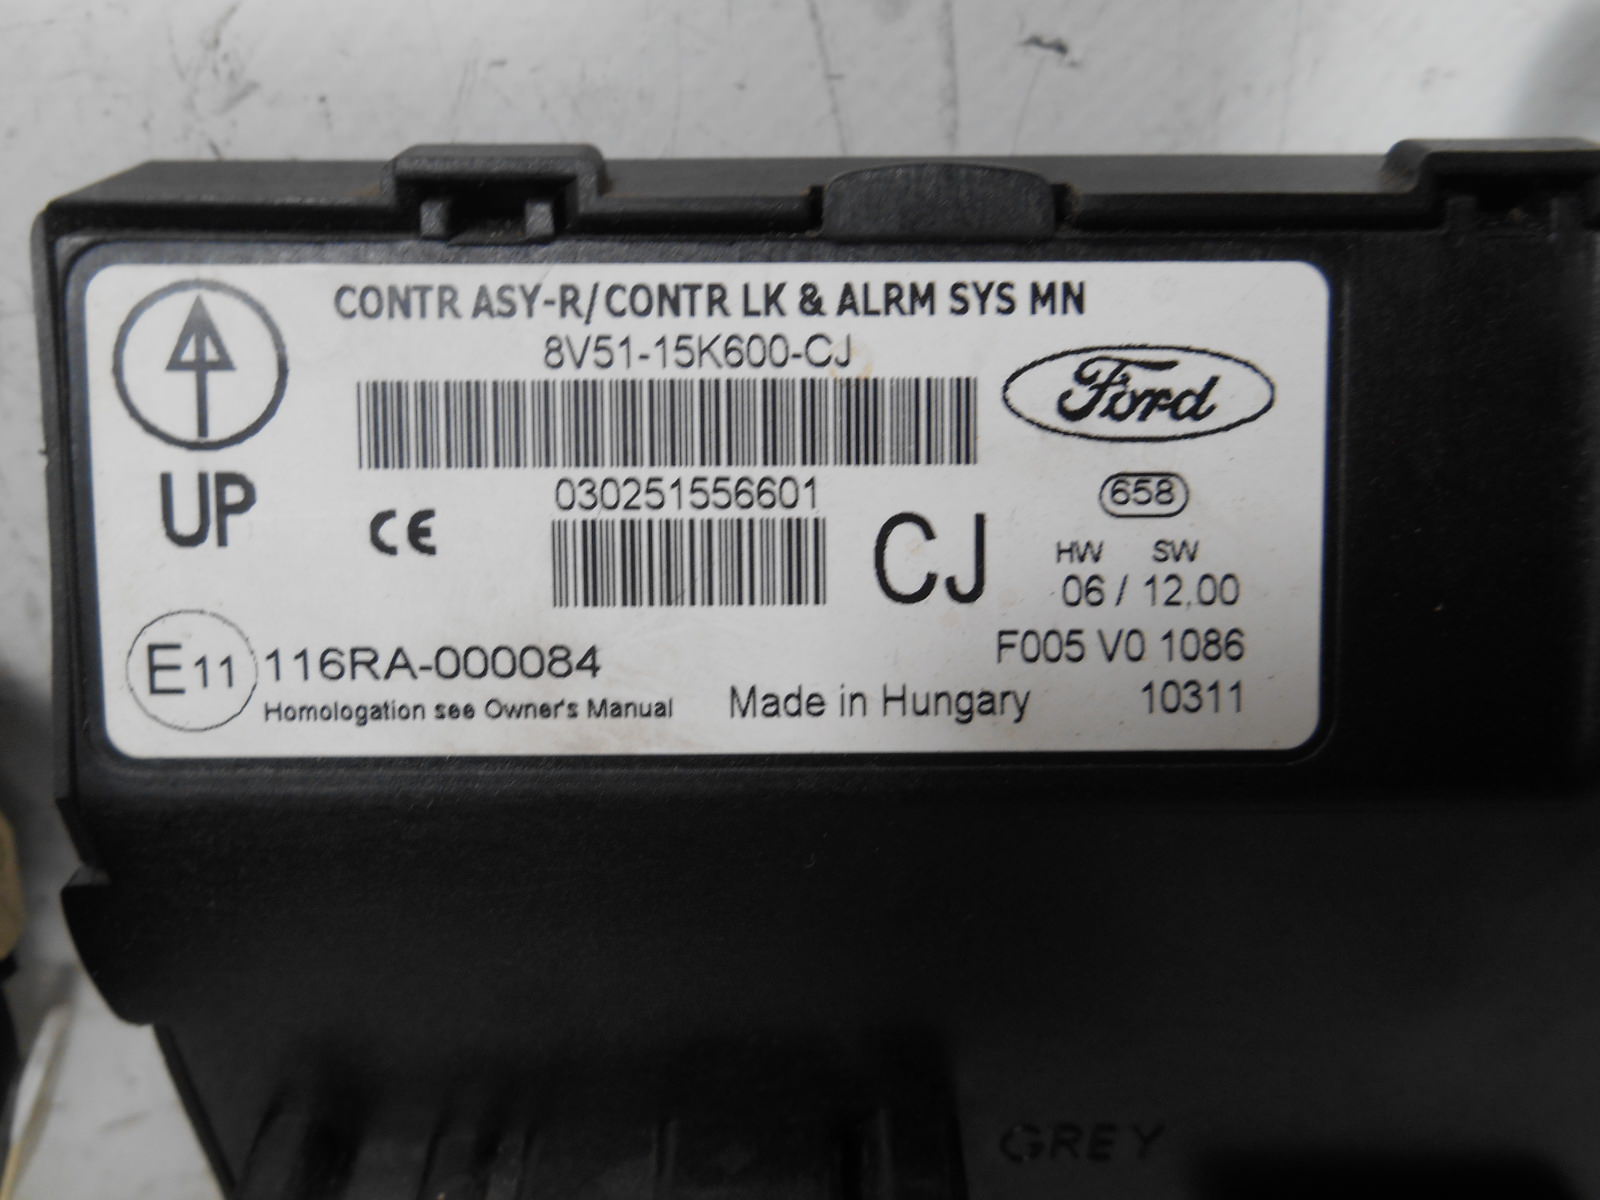 CONTR ASY-R/CONTR LK & ALRM SYS MN
8V51-15K600-CJ
Ford
UP
CE
030251556601
CJ
658
HW SW
06 / 12.00
E11 116RA-000084
F005 V0 1086
Homologation see Owner's Manual
Made in Hungary
10311
GREY